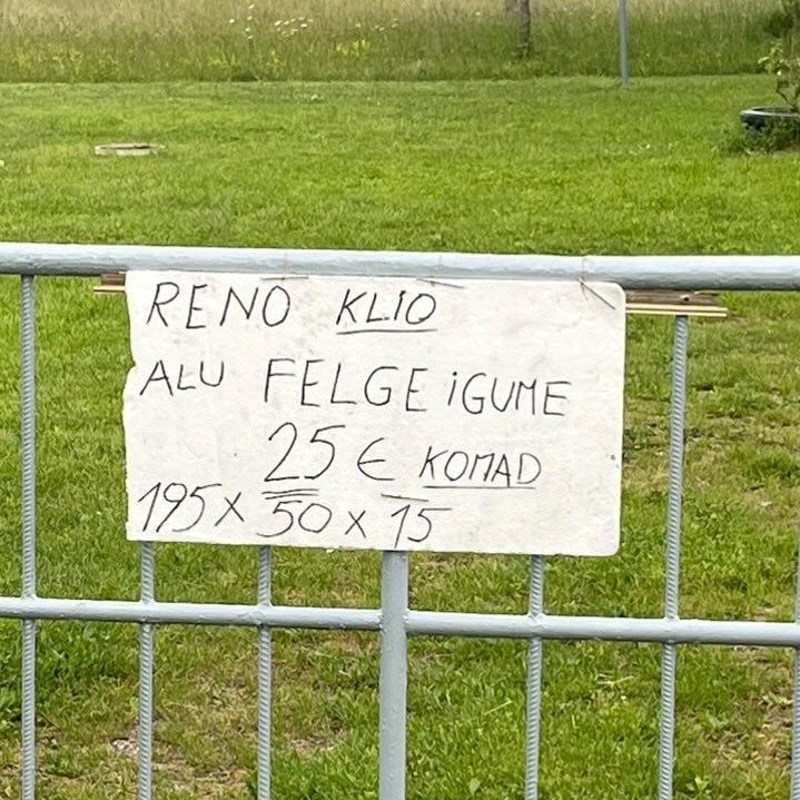 RENO KLIO
ALU FELGE iGUME
25 € KOMAD
195 x 50 x 15